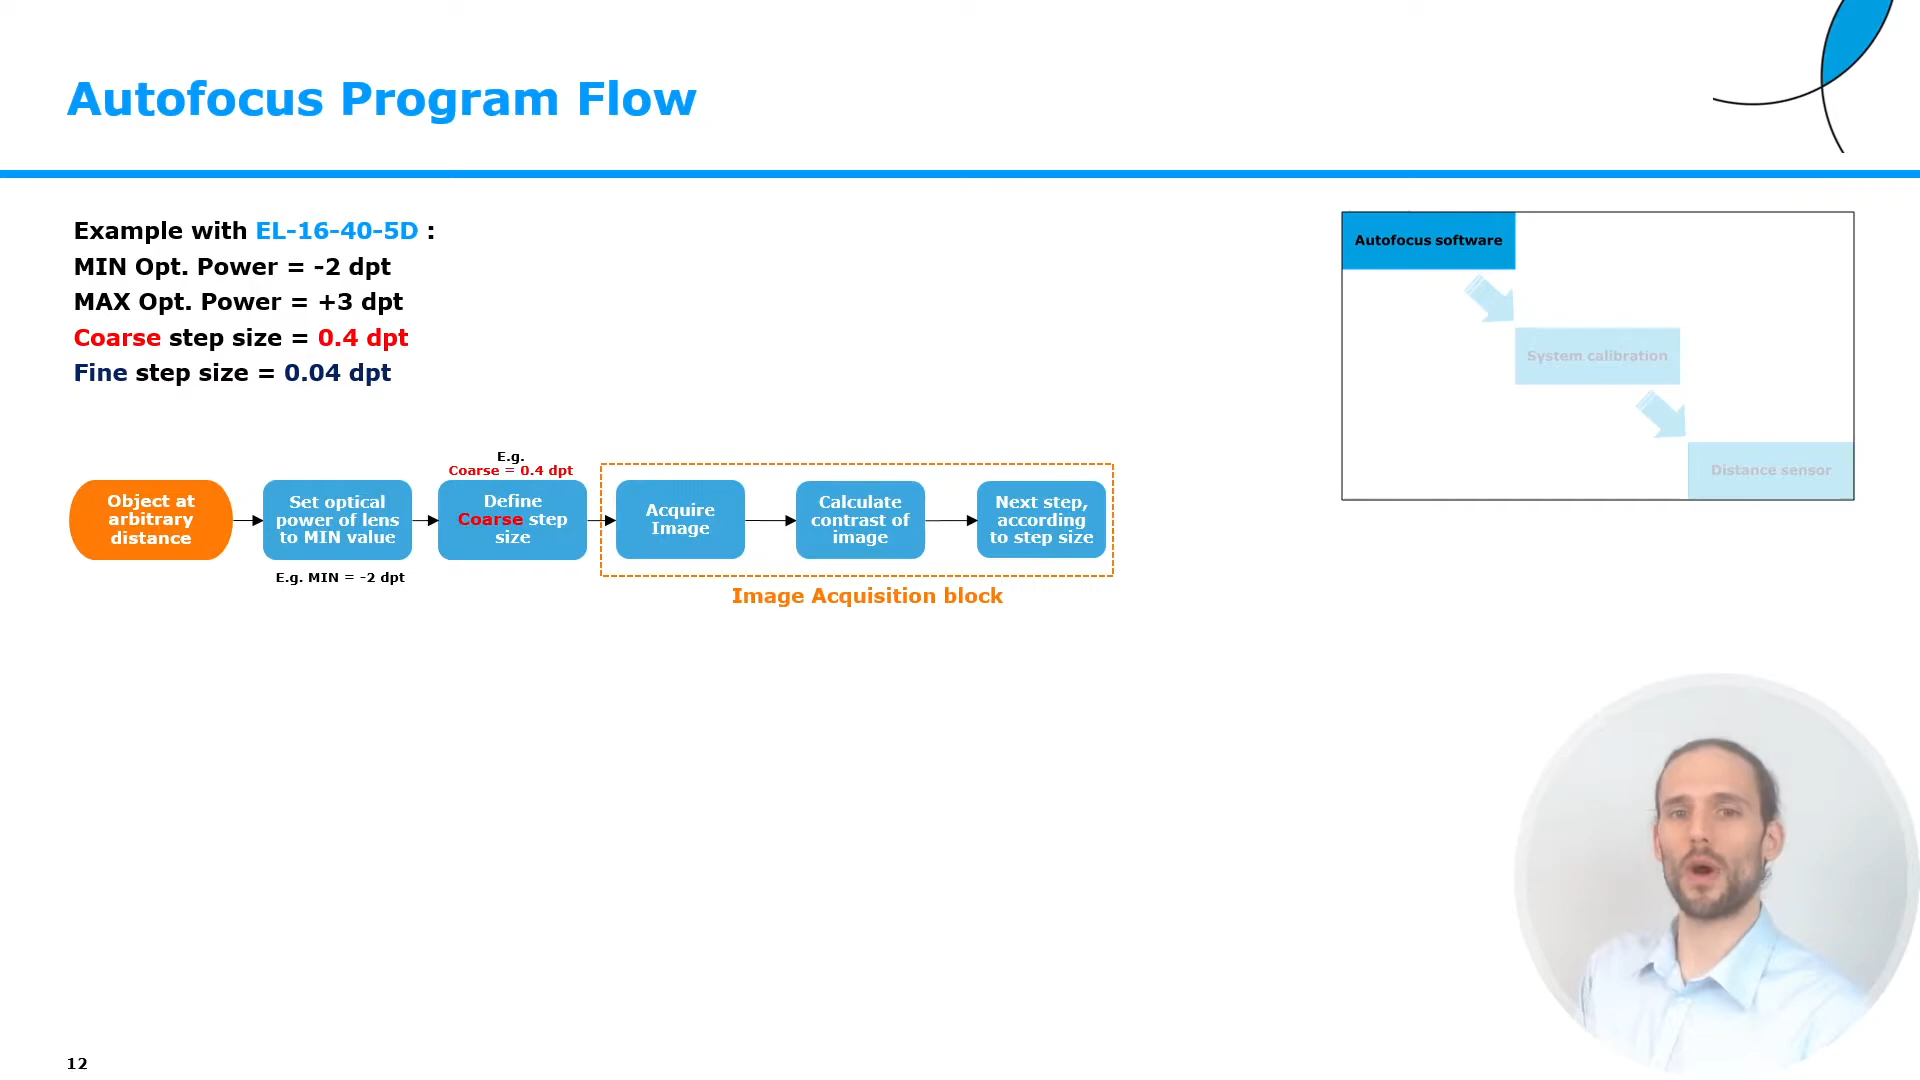 Autofocus Program Flow
Example with EL-16-40-5D :
MIN Opt. Power = -2 dpt
MAX Opt. Power = +3 dpt
Coarse step size = 0.4 dpt
Fine step size = 0.04 dpt
Autofocus software
System calibration
Distance sensor
Object at
arbitrary
distance
Set optical
power of lens
to MIN value
E.g. MIN = -2 dpt
E.g.
Coarse = 0.4 dpt
Define
Coarse step
size
Acquire
Image
Calculate
contrast of
image
Next step,
according
to step size
Image Acquisition block
12